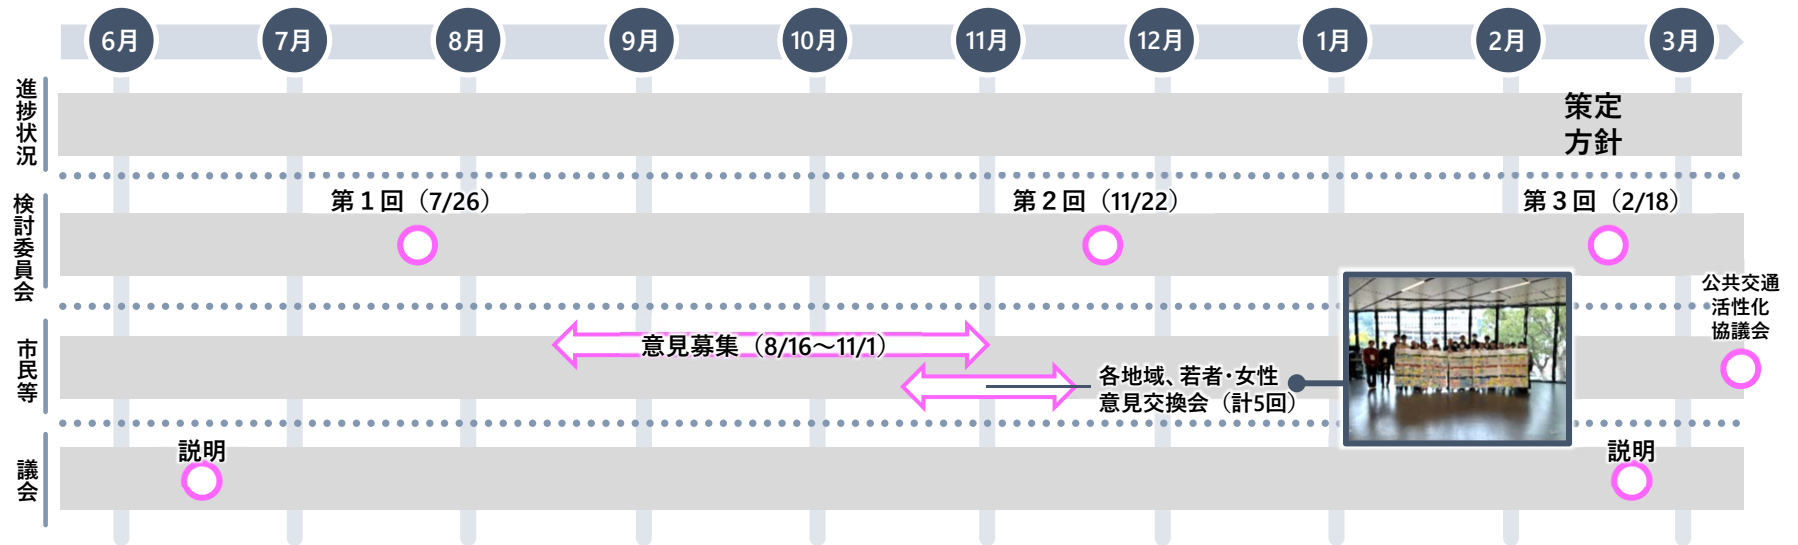 6月 7月 8月 9月 10月 11月 12月 1月 2月 3月
進捗状況
策定
方針
検討委員会
第１回（7/26）
第２回（11/22）
第３回（2/18）
市民等
意見募集（8/16～11/1）
各地域、若者・女性
意見交換会（計5回）
公共交通
活性化
協議会
議会
説明
説明